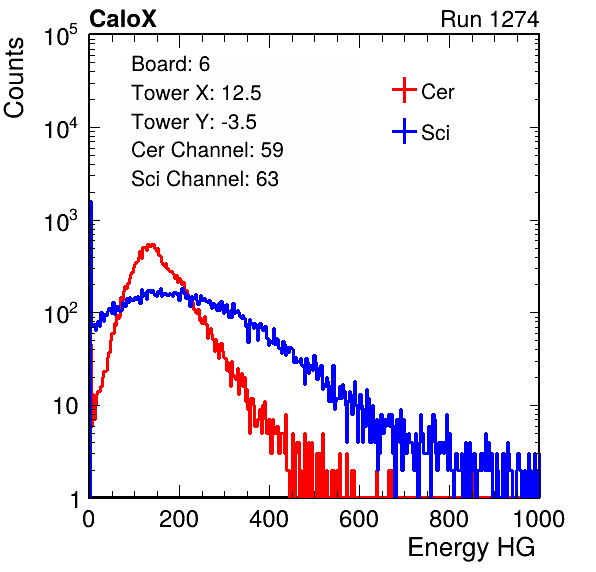 CaloX Run 1274
Counts
10^5
10^4
10^3
10^2
10
1
Board: 6
Tower X: 12.5
Tower Y: -3.5
Cer Channel: 59
Sci Channel: 63
Cer
Sci
0 200 400 600 800 1000
Energy HG